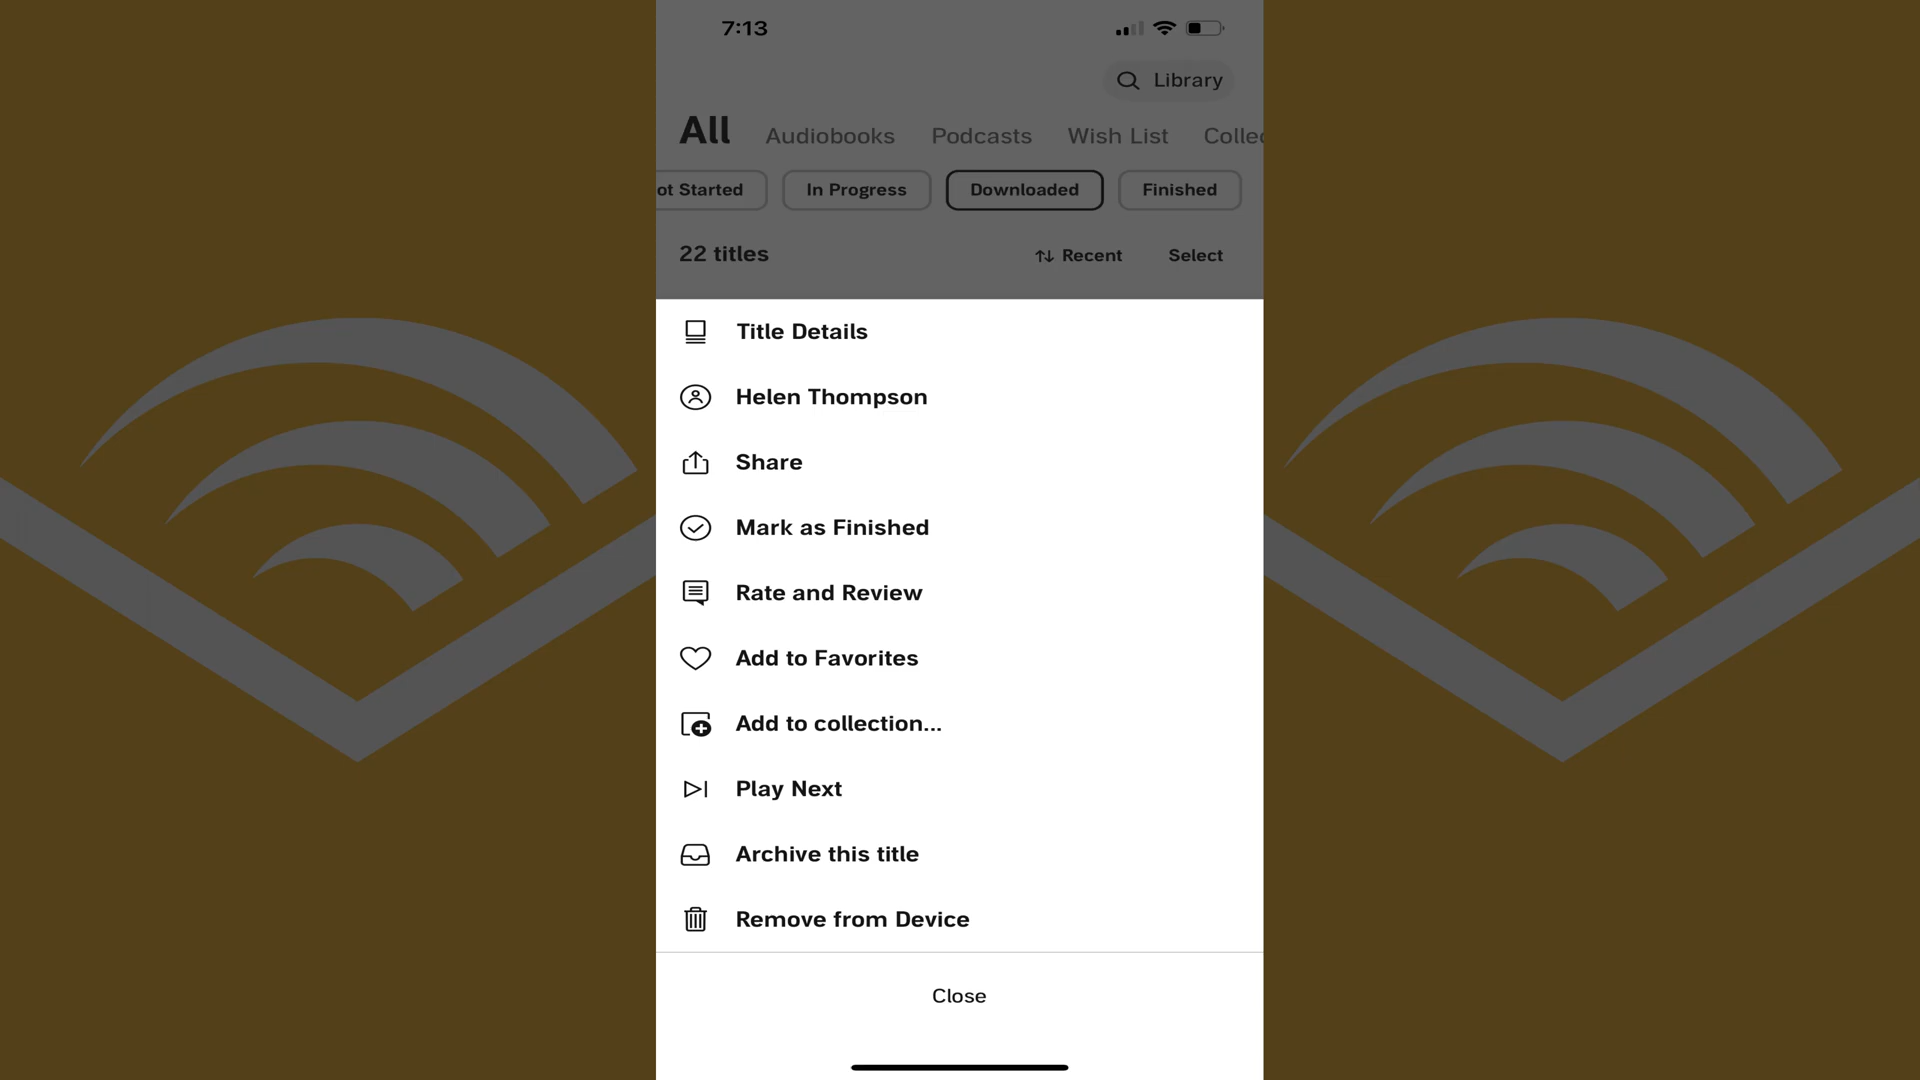 7:13
Library
All Audiobooks Podcasts Wish List Collec
ot Started In Progress Downloaded Finished
22 titles Recent Select
Title Details
Helen Thompson
Share
Mark as Finished
Rate and Review
Add to Favorites
Add to collection...
Play Next
Archive this title
Remove from Device
Close